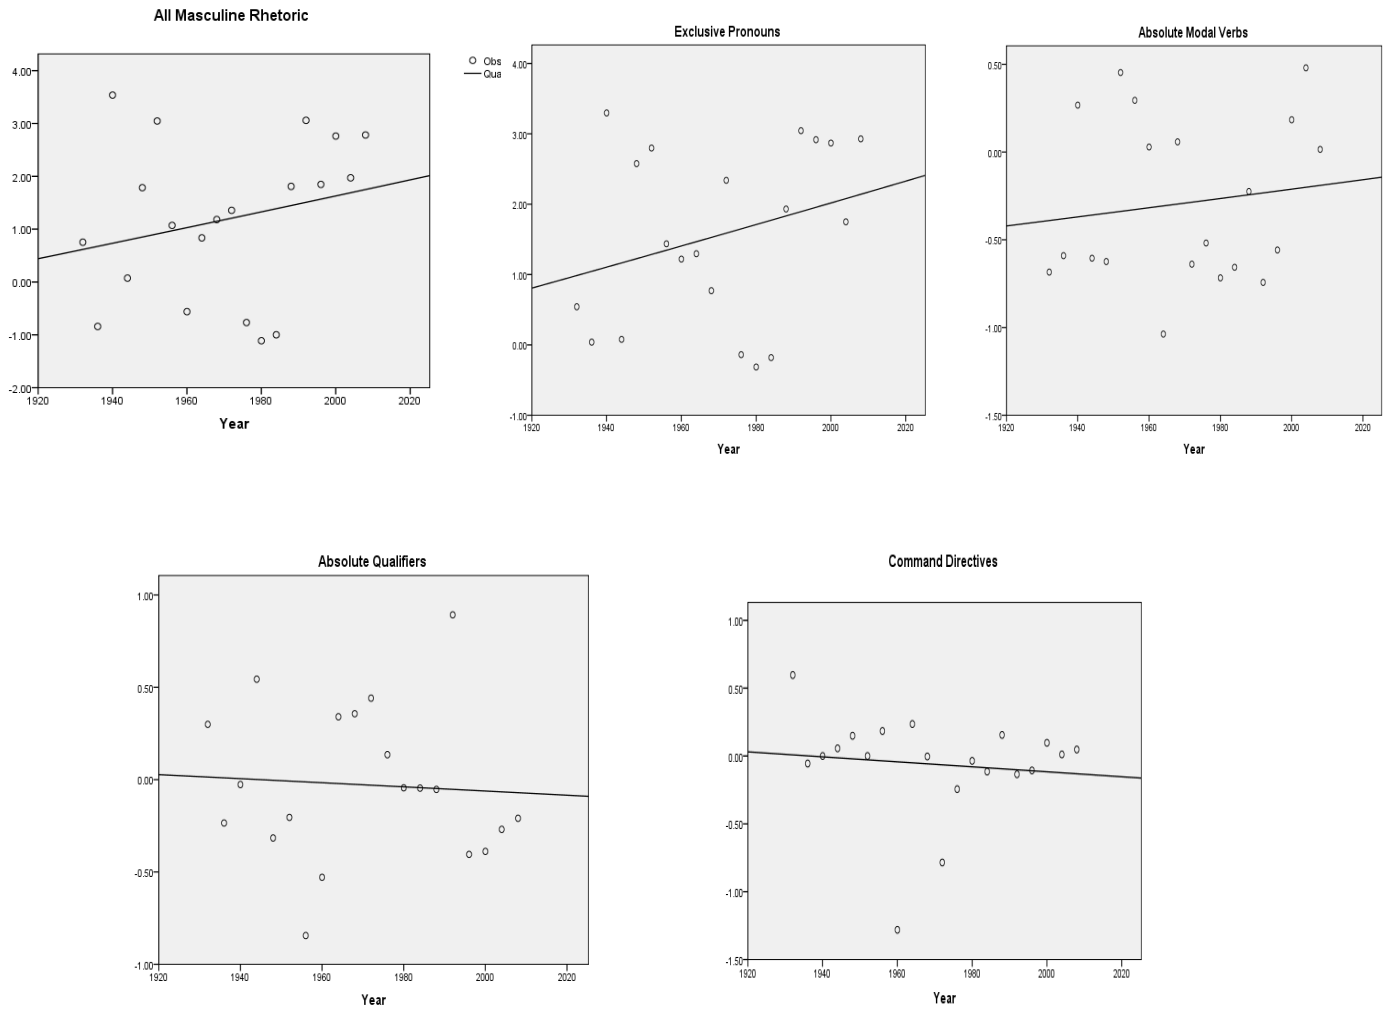 All Masculine Rhetoric
4.00
3.00
2.00
1.00
0.00
-1.00
-2.00
1920 1940 1960 1980 2000 2020
Year
Obs
Qua
Exclusive Pronouns
4.00
3.00
2.00
1.00
0.00
-1.00
1920 1940 1960 1980 2000 2020
Year
Absolute Modal Verbs
0.50
0.00
-0.50
-1.00
-1.50
1920 1940 1960 1980 2000 2020
Year
Absolute Qualifiers
1.00
0.50
0.00
-0.50
-1.00
1920 1940 1960 1980 2000 2020
Year
Command Directives
1.00
0.50
0.00
-0.50
-1.00
-1.50
1920 1940 1960 1980 2000 2020
Year